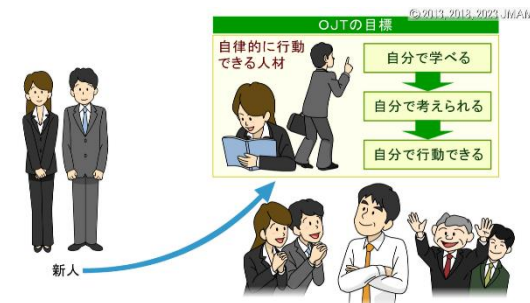 ©2013, 2018, 2023 JMAM
OJTの目標
自律的に行動
できる人材
自分で学べる
自分で考えられる
自分で行動できる
新人